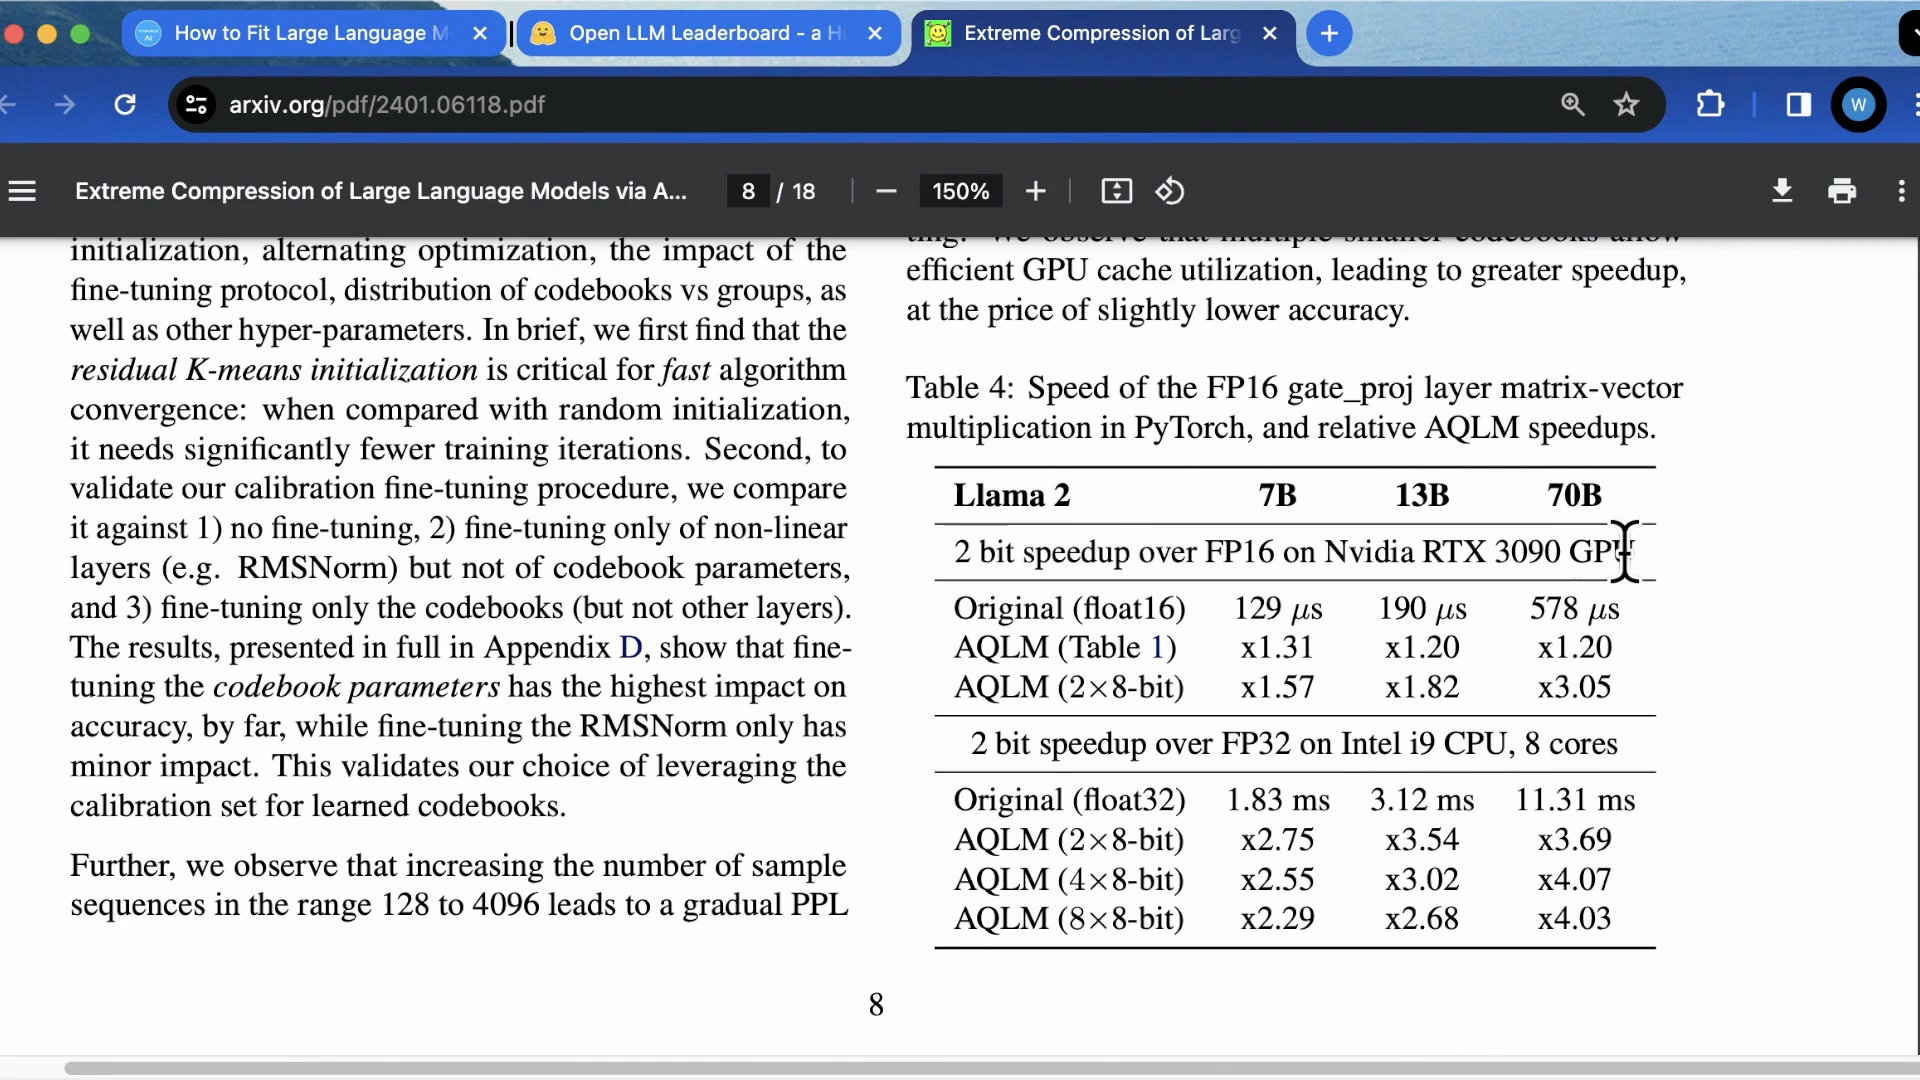 How to Fit Large Language M
Open LLM Leaderboard - a H
Extreme Compression of Larg
arxiv.org/pdf/2401.06118.pdf
W
Extreme Compression of Large Language Models via A...
8 / 18
150%
initialization, alternating optimization, the impact of the
fine-tuning protocol, distribution of codebooks vs groups, as
well as other hyper-parameters. In brief, we first find that the
residual K-means initialization is critical for fast algorithm
convergence: when compared with random initialization,
it needs significantly fewer training iterations. Second, to
validate our calibration fine-tuning procedure, we compare
it against 1) no fine-tuning, 2) fine-tuning only of non-linear
layers (e.g. RMSNorm) but not of codebook parameters,
and 3) fine-tuning only the codebooks (but not other layers).
The results, presented in full in Appendix D, show that fine-
tuning the codebook parameters has the highest impact on
accuracy, by far, while fine-tuning the RMSNorm only has
minor impact. This validates our choice of leveraging the
calibration set for learned codebooks.
Further, we observe that increasing the number of sample
sequences in the range 128 to 4096 leads to a gradual PPL
ting. We observe that multiple smaller codebooks allow
efficient GPU cache utilization, leading to greater speedup,
at the price of slightly lower accuracy.
Table 4: Speed of the FP16 gate_proj layer matrix-vector
multiplication in PyTorch, and relative AQLM speedups.
Llama 2 7B 13B 70B
2 bit speedup over FP16 on Nvidia RTX 3090 GPU
Original (float16) 129 μs 190 μs 578 μs
AQLM (Table 1) x1.31 x1.20 x1.20
AQLM (2×8-bit) x1.57 x1.82 x3.05
2 bit speedup over FP32 on Intel i9 CPU, 8 cores
Original (float32) 1.83 ms 3.12 ms 11.31 ms
AQLM (2×8-bit) x2.75 x3.54 x3.69
AQLM (4×8-bit) x2.55 x3.02 x4.07
AQLM (8×8-bit) x2.29 x2.68 x4.03
8